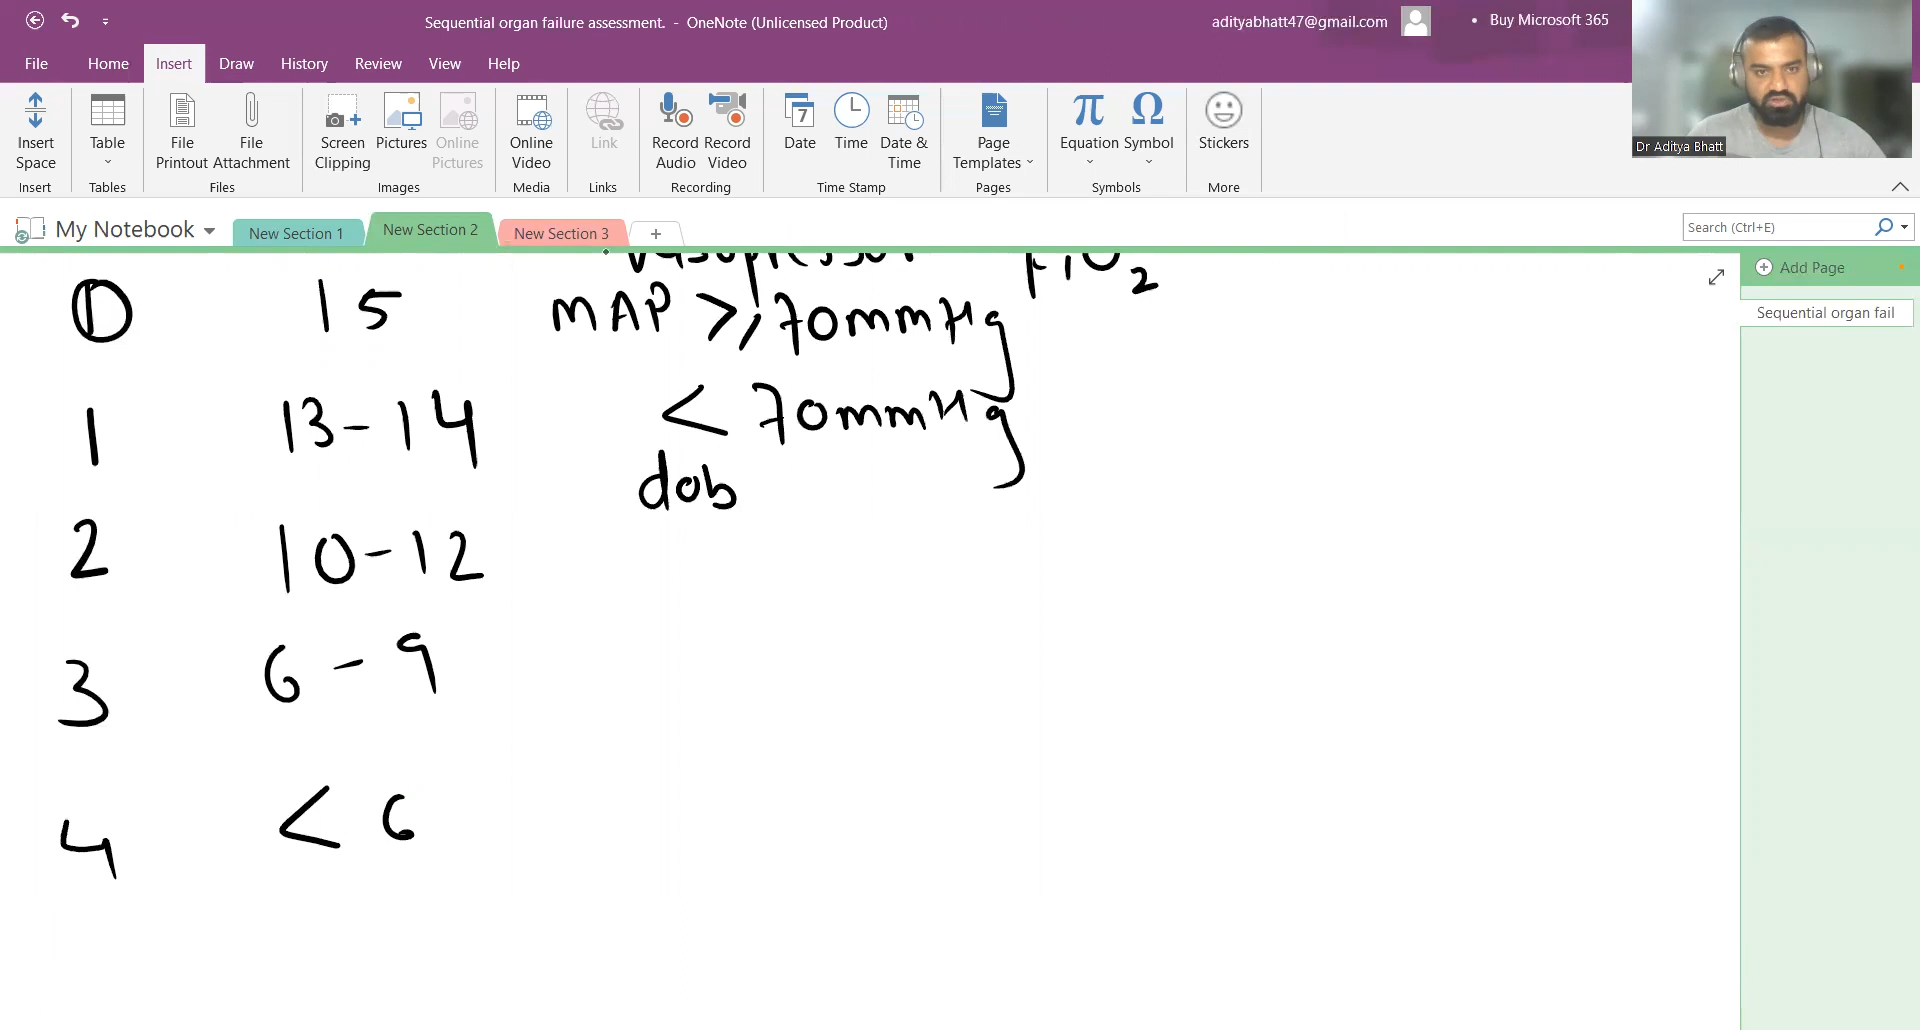 Sequential organ failure assessment. - OneNote (Unlicensed Product)
adityabhatt47@gmail.com
Buy Microsoft 365
File Home Insert Draw History Review View Help
Insert Space
Table
File Printout
File Attachment
Screen Clipping
Pictures
Online Pictures
Online Video
Link
Record Audio
Record Video
Date
Time
Date & Time
Page Templates
Equation
Symbol
Stickers
Insert Tables Files Images Media Links Recording Time Stamp Pages Symbols More
Dr Aditya Bhatt
My Notebook New Section 1 New Section 2 New Section 3 +
Search (Ctrl+E)
Add Page
Sequential organ fail
vasopressor FiO2
0 15 MAP ≥ 70mmHg
1 13-14 < 70mmHg
dob
2 10-12
3 6-9
4 < 6